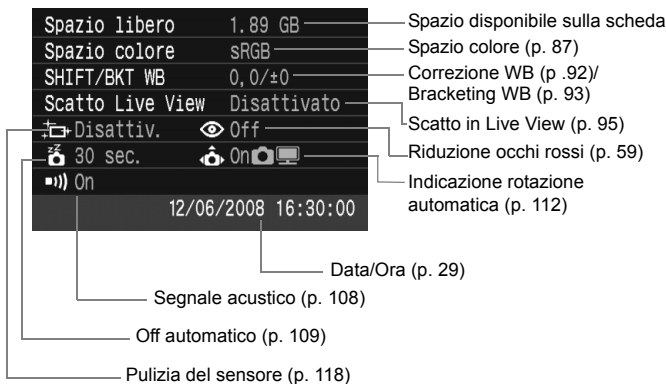 Spazio libero 1.89 GB
Spazio colore sRGB
SHIFT/BKT WB 0,0/±0
Scatto Live View Disattivato
Disattiv. Off
zz 30 sec. On
On
12/06/2008 16:30:00
Spazio disponibile sulla scheda
Spazio colore (p. 87)
Correzione WB (p .92)/
Bracketing WB (p. 93)
Scatto in Live View (p. 95)
Riduzione occhi rossi (p. 59)
Indicazione rotazione
automatica (p. 112)
Data/Ora (p. 29)
Segnale acustico (p. 108)
Off automatico (p. 109)
Pulizia del sensore (p. 118)